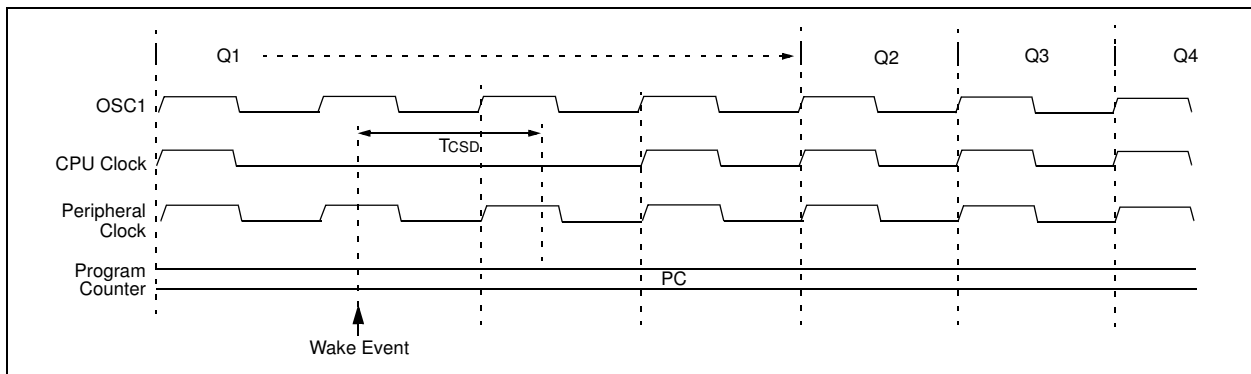 Q1
Q2
Q3
Q4
OSC1
TCSD
CPU Clock
Peripheral
Clock
Program
Counter
PC
Wake Event